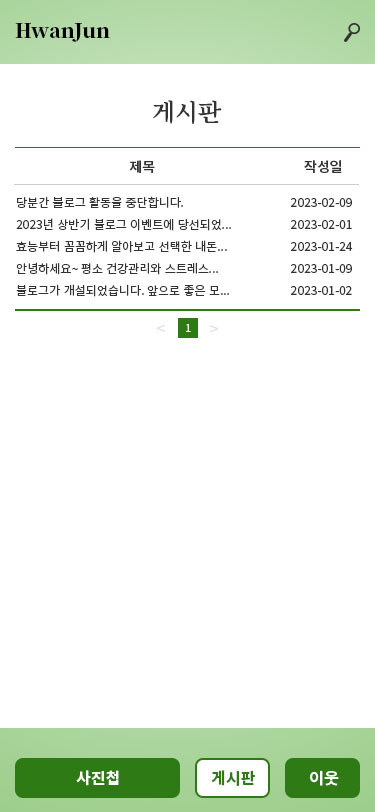 HwanJun
게시판
제목 작성일
당분간 블로그 활동을 중단합니다. 2023-02-09
2023년 상반기 블로그 이벤트에 당선되었... 2023-02-01
효능부터 꼼꼼하게 알아보고 선택한 내돈... 2023-01-24
안녕하세요~ 평소 건강관리와 스트레스... 2023-01-09
블로그가 개설되었습니다. 앞으로 좋은 모... 2023-01-02
< 1 >
사진첩 게시판 이웃